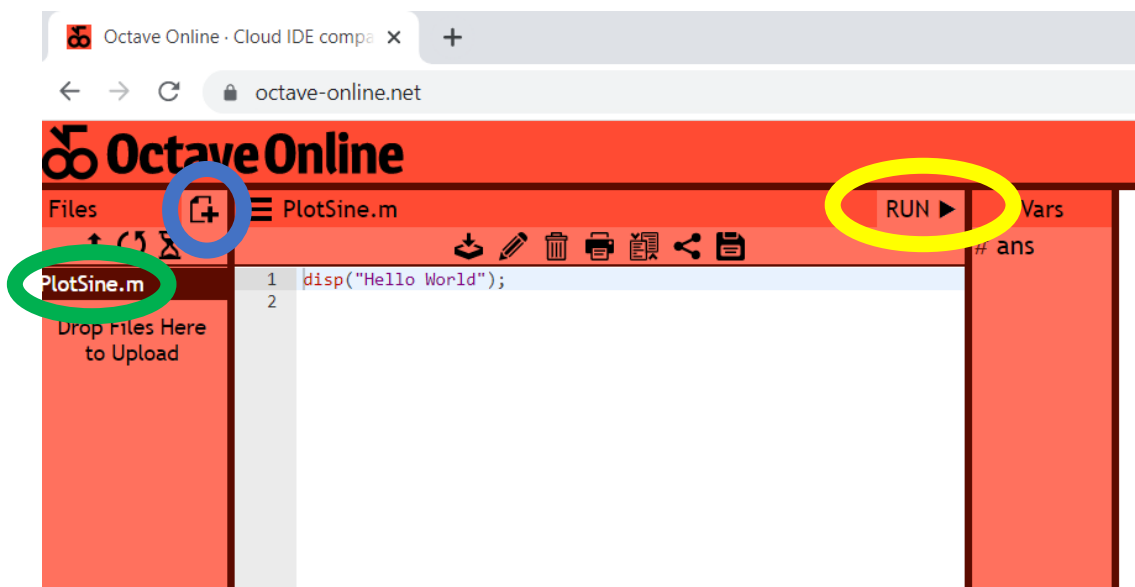 Octave Online · Cloud IDE compa
octave-online.net
Octave Online
Files
PlotSine.m
RUN
Vars
# ans
PlotSine.m
1 disp("Hello World");
2
Drop Files Here
to Upload